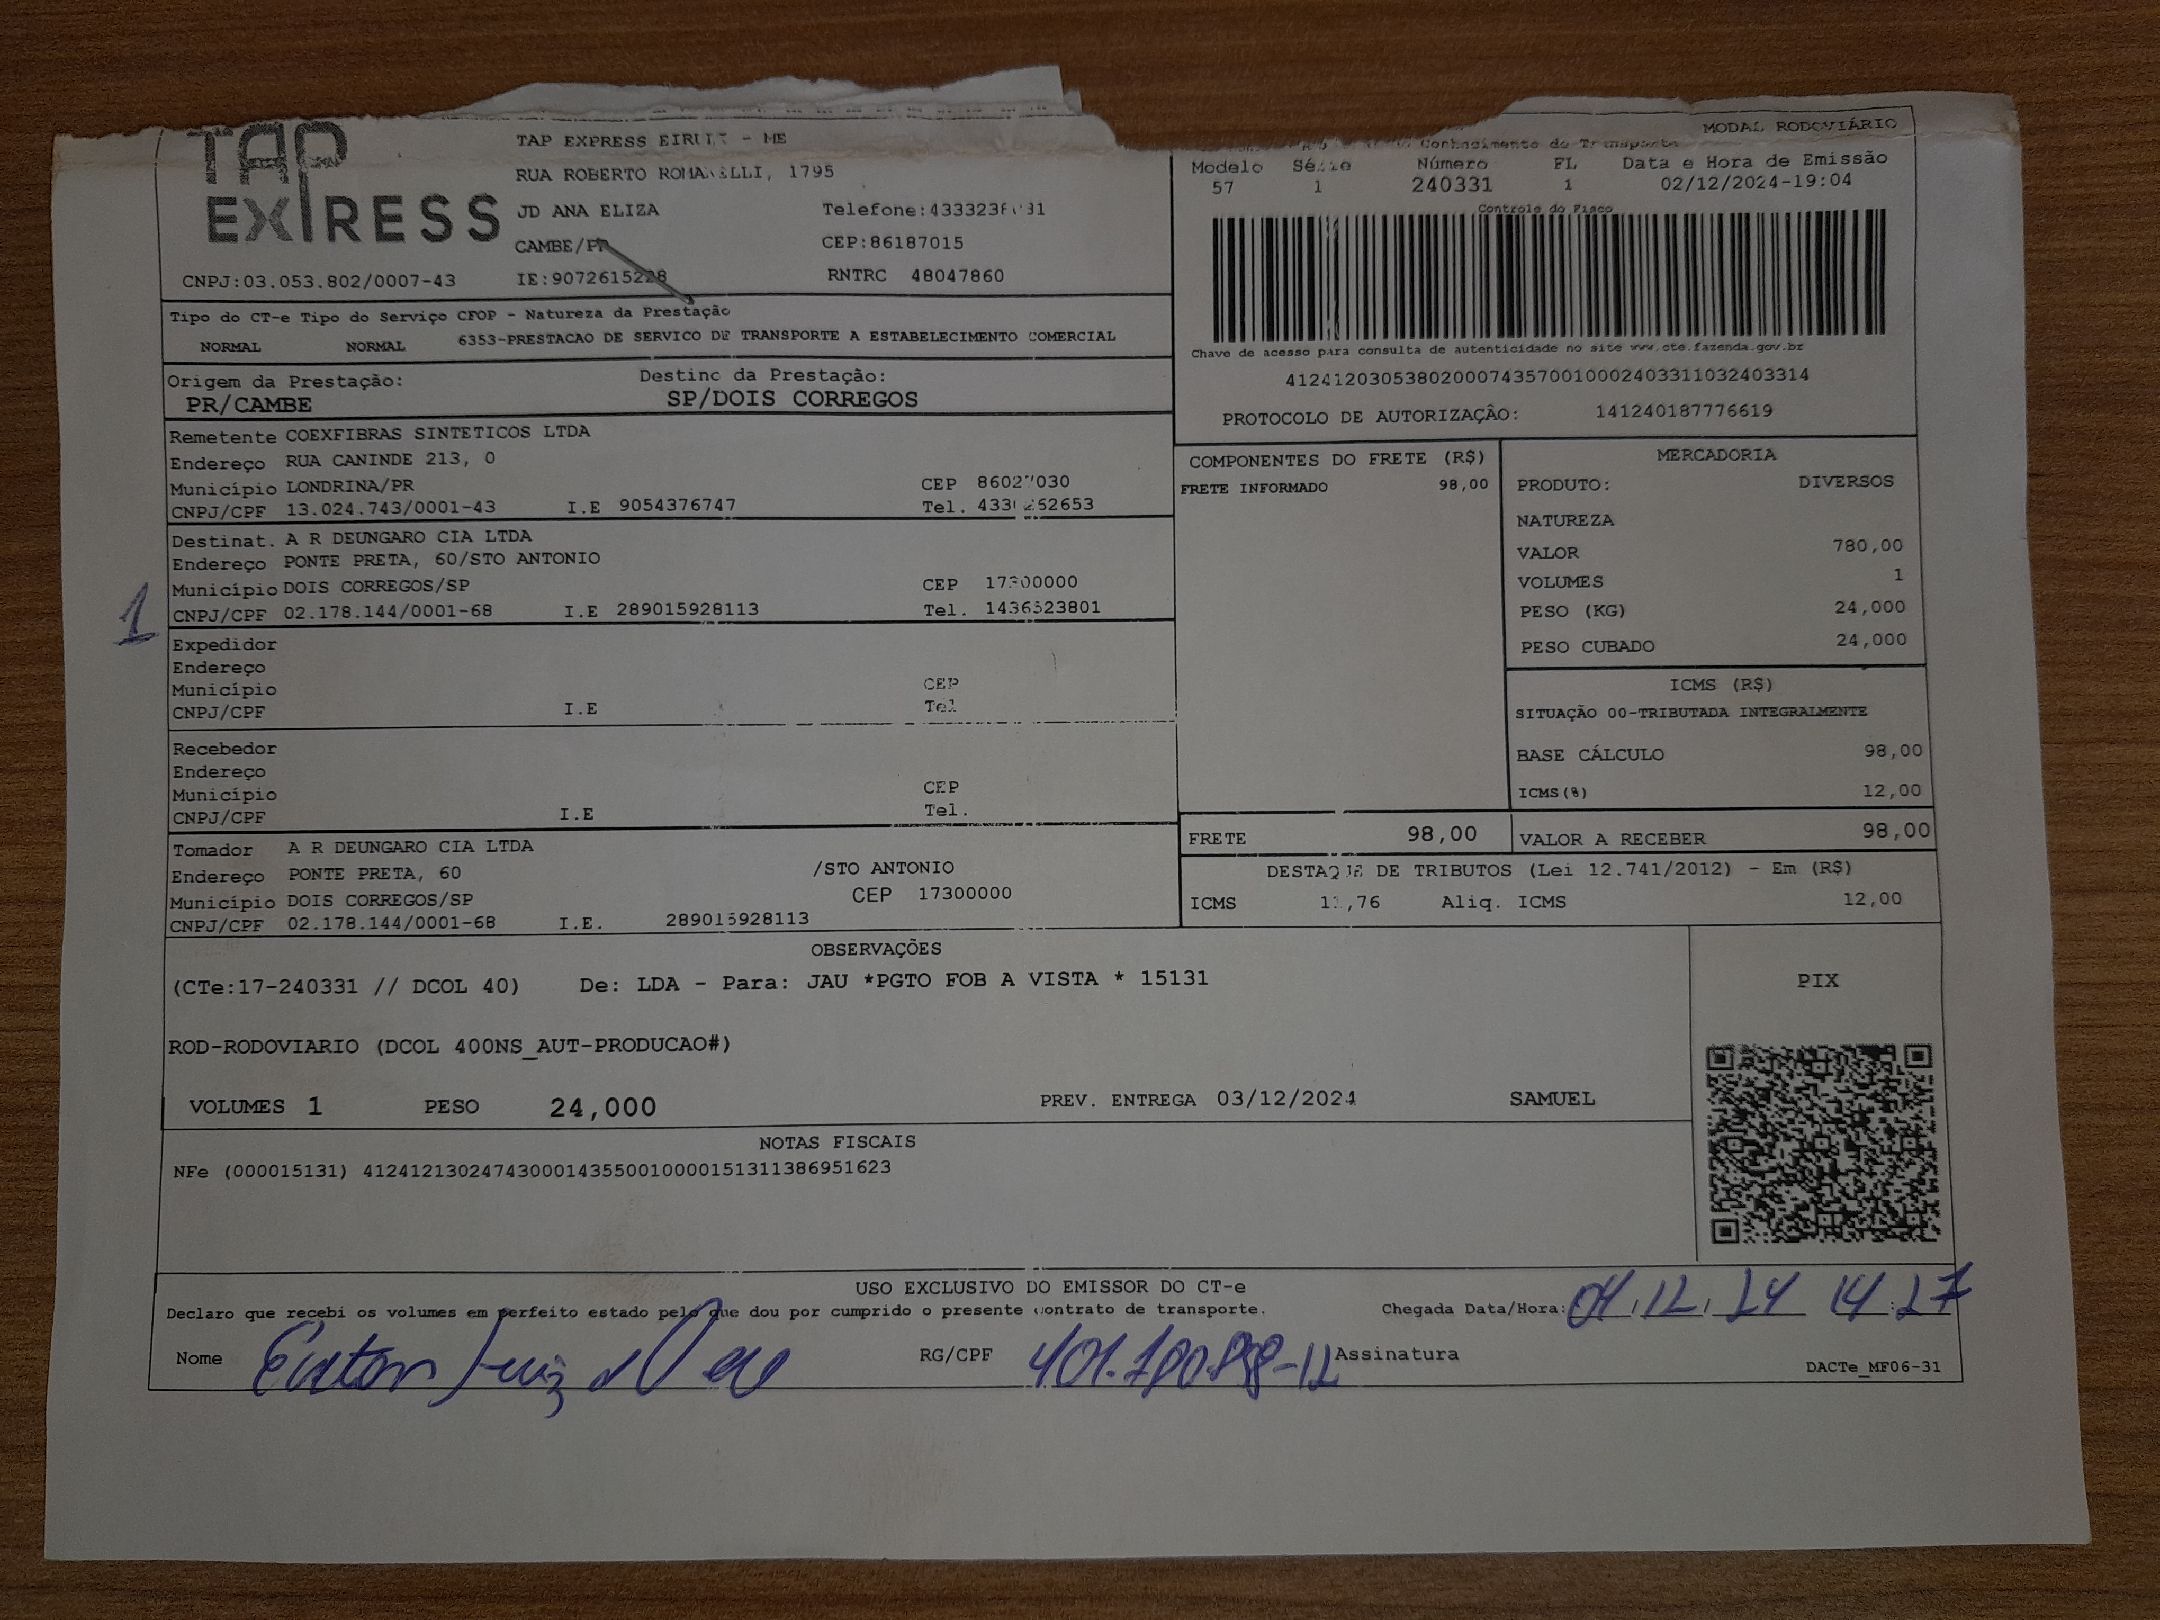 TAP EXPRESS
TAP EXPRESS - ME
RUA ROBERTO ROMANELLI, 1795
JD ANA ELIZA
CAMBE/PR CEP:86187015
CNPJ:03.053.802/0007-43 IE:9072615228 RNTRC 48047860
MODAL RODOVIÁRIO
Conhecimento do Transporte
Modelo Série Número FL Data e Hora de Emissão
57 1 240331 1 02/12/2024-19:04
Controle do Fisco
Chave de acesso para consulta de autenticidade no site www.cte.fazenda.gov.br
41241203053802000743570010002403311032403314
PROTOCOLO DE AUTORIZAÇÃO: 141240187776619
Tipo do CT-e Tipo do Serviço CFOP - Natureza da Prestação
NORMAL NORMAL 6353-PRESTACAO DE SERVICO DE TRANSPORTE A ESTABELECIMENTO COMERCIAL
Origem da Prestação: Destino da Prestação:
PR/CAMBE SP/DOIS CORREGOS
Remetente COEXFIBRAS SINTETICOS LTDA
Endereço RUA CANINDE 213, 0
Município LONDRINA/PR CEP 86027030
CNPJ/CPF 13.024.743/0001-43 I.E 9054376747 Tel.
Destinat. A R DEUNGARO CIA LTDA
Endereço PONTE PRETA, 60/STO ANTONIO
Município DOIS CORREGOS/SP CEP 17300000
CNPJ/CPF 02.178.144/0001-68 I.E 289015928113 Tel. 1436523801
1
Expedidor
Endereço
Município CEP
CNPJ/CPF I.E Tel
Recebedor
Endereço
Município CEP
CNPJ/CPF I.E Tel.
Tomador A R DEUNGARO CIA LTDA
Endereço PONTE PRETA, 60 /STO ANTONIO
Município DOIS CORREGOS/SP CEP 17300000
CNPJ/CPF 02.178.144/0001-68 I.E. 289015928113
COMPONENTES DO FRETE (R$)
FRETE INFORMADO 98,00
MERCADORIA
PRODUTO: DIVERSOS
NATUREZA
VALOR 780,00
VOLUMES 1
PESO (KG) 24,000
PESO CUBADO 24,000
ICMS (R$)
SITUAÇÃO 00-TRIBUTADA INTEGRALMENTE
BASE CÁLCULO 98,00
ICMS(%) 12,00
FRETE 98,00 VALOR A RECEBER 98,00
DESTAQUE DE TRIBUTOS (Lei 12.741/2012) - Em (R$)
ICMS 11,76 Aliq. ICMS 12,00
OBSERVAÇÕES
(CTe:17-240331 // DCOL 40) De: LDA - Para: JAU *PGTO FOB A VISTA * 15131
ROD-RODOVIARIO (DCOL 400NS_AUT-PRODUCAO#)
VOLUMES 1 PESO 24,000 PREV. ENTREGA 03/12/2024 SAMUEL
PIX
NOTAS FISCAIS
NFe (000015131) 41241213024743000143550010000151311386951623
USO EXCLUSIVO DO EMISSOR DO CT-e
Declaro que recebi os volumes em perfeito estado pelo que dou por cumprido o presente contrato de transporte. Chegada Data/Hora: 04.12.24 14:27
Nome RG/CPF Assinatura
DACTe_MF06-31